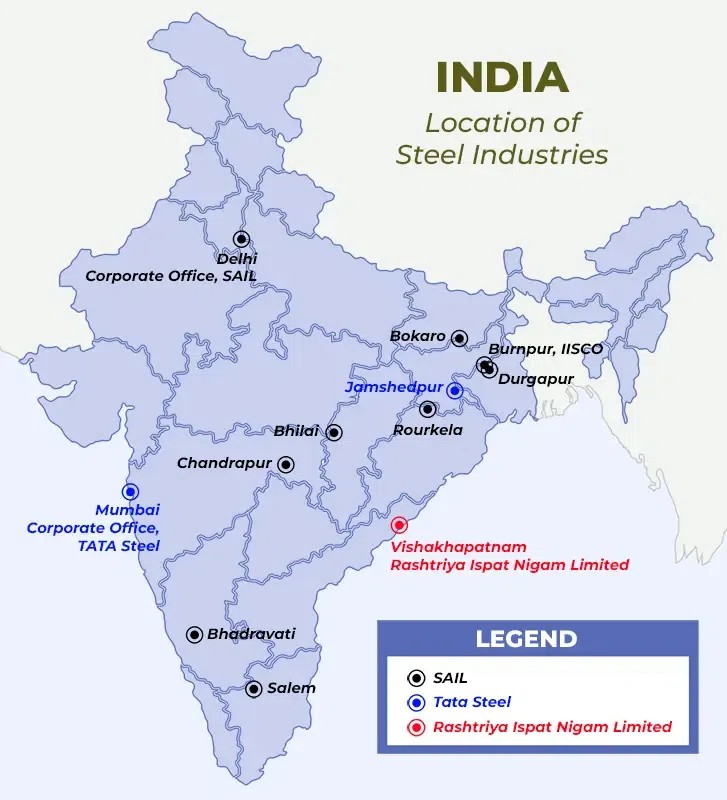 INDIA
Location of
Steel Industries
Delhi
Corporate Office, SAIL
Bokaro
Burnpur, IISCO
Durgapur
Jamshedpur
Rourkela
Bhilai
Chandrapur
Mumbai
Corporate Office,
TATA Steel
Vishakhapatnam
Rashtriya Ispat Nigam Limited
Bhadravati
Salem
LEGEND
SAIL
Tata Steel
Rashtriya Ispat Nigam Limited